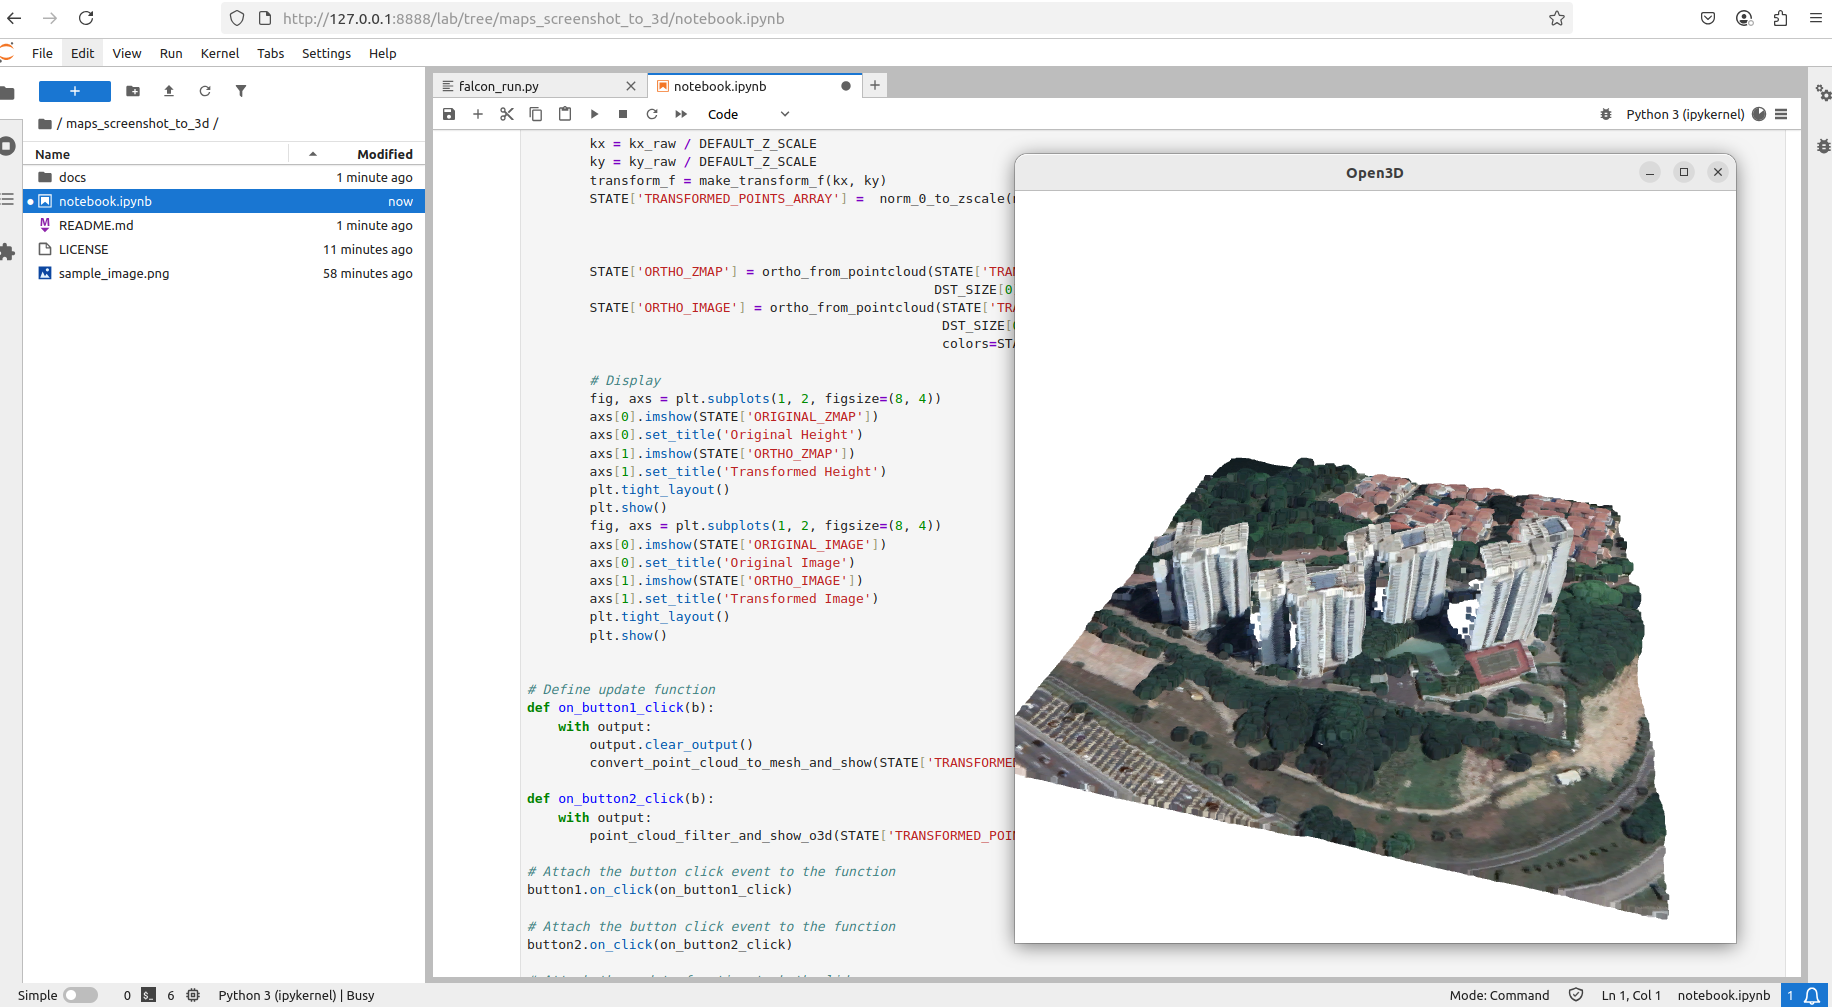 http://127.0.0.1:8888/lab/tree/maps_screenshot_to_3d/notebook.ipynb
File Edit View Run Kernel Tabs Settings Help
falcon_run.py
notebook.ipynb
Code
Python 3 (ipykernel)
/ maps_screenshot_to_3d /
Name
Modified
docs 1 minute ago
notebook.ipynb now
README.md 1 minute ago
LICENSE 11 minutes ago
sample_image.png 58 minutes ago
kx = kx_raw / DEFAULT_Z_SCALE
ky = ky_raw / DEFAULT_Z_SCALE
transform_f = make_transform_f(kx, ky)
STATE['TRANSFORMED_POINTS_ARRAY'] =  norm_0_to_zscale(
STATE['ORTHO_ZMAP'] = ortho_from_pointcloud(STATE['TRA
DST_SIZE[0
STATE['ORTHO_IMAGE'] = ortho_from_pointcloud(STATE['TR
DST_SIZE[
colors=STA
# Display
fig, axs = plt.subplots(1, 2, figsize=(8, 4))
axs[0].imshow(STATE['ORIGINAL_ZMAP'])
axs[0].set_title('Original Height')
axs[1].imshow(STATE['ORTHO_ZMAP'])
axs[1].set_title('Transformed Height')
plt.tight_layout()
plt.show()
fig, axs = plt.subplots(1, 2, figsize=(8, 4))
axs[0].imshow(STATE['ORIGINAL_IMAGE'])
axs[0].set_title('Original Image')
axs[1].imshow(STATE['ORTHO_IMAGE'])
axs[1].set_title('Transformed Image')
plt.tight_layout()
plt.show()
# Define update function
def on_button1_click(b):
with output:
output.clear_output()
convert_point_cloud_to_mesh_and_show(STATE['TRANSFORME
def on_button2_click(b):
with output:
point_cloud_filter_and_show_o3d(STATE['TRANSFORMED_POI
# Attach the button click event to the function
button1.on_click(on_button1_click)
# Attach the button click event to the function
button2.on_click(on_button2_click)
Open3D
Simple 0 6 Python 3 (ipykernel) | Busy
Mode: Command Ln 1, Col 1 notebook.ipynb 1